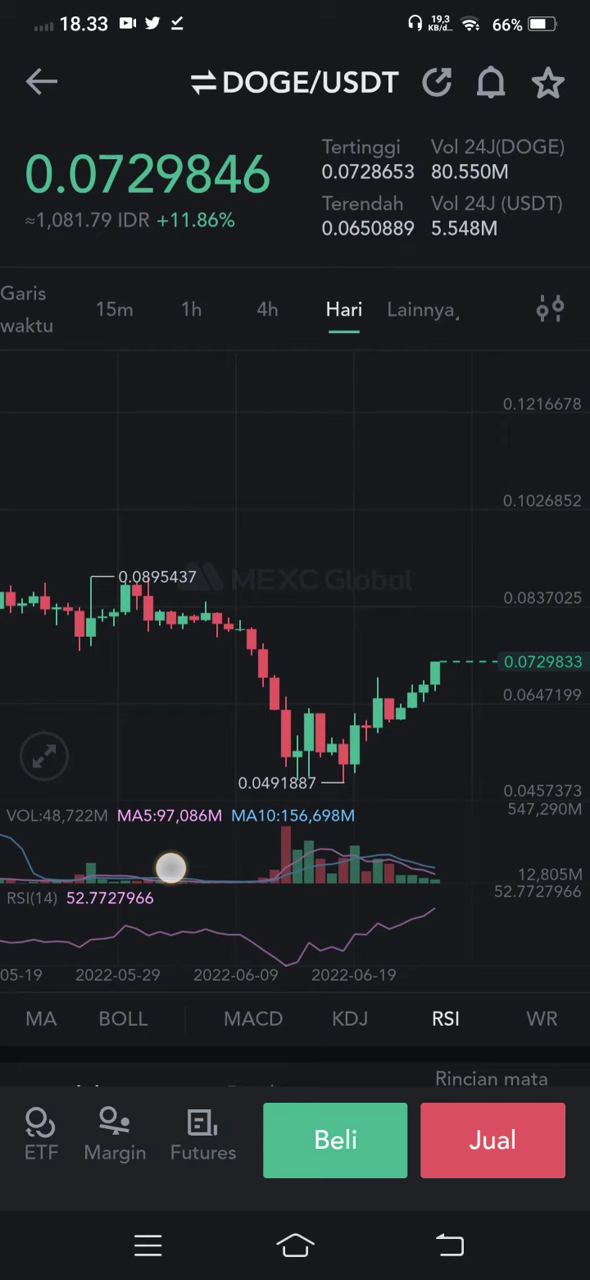 18.33
19,3
KB/d...
66%
DOGE/USDT
0.0729846
≈1,081.79 IDR +11.86%
Tertinggi
0.0728653
Vol 24J(DOGE)
80.550M
Terendah
0.0650889
Vol 24J (USDT)
5.548M
Garis waktu
15m
1h
4h
Hari
Lainnya
0.1216678
0.1026852
0.0895437
MEXC Global
0.0837025
0.0729833
0.0647199
0.0491887
0.0457373
VOL:48,722M MA5:97,086M MA10:156,698M
547,290M
12,805M
RSI(14) 52.7727966
52.7727966
05-19
2022-05-29
2022-06-09
2022-06-19
MA
BOLL
MACD
KDJ
RSI
WR
Rincian mata
ETF
Margin
Futures
Beli
Jual